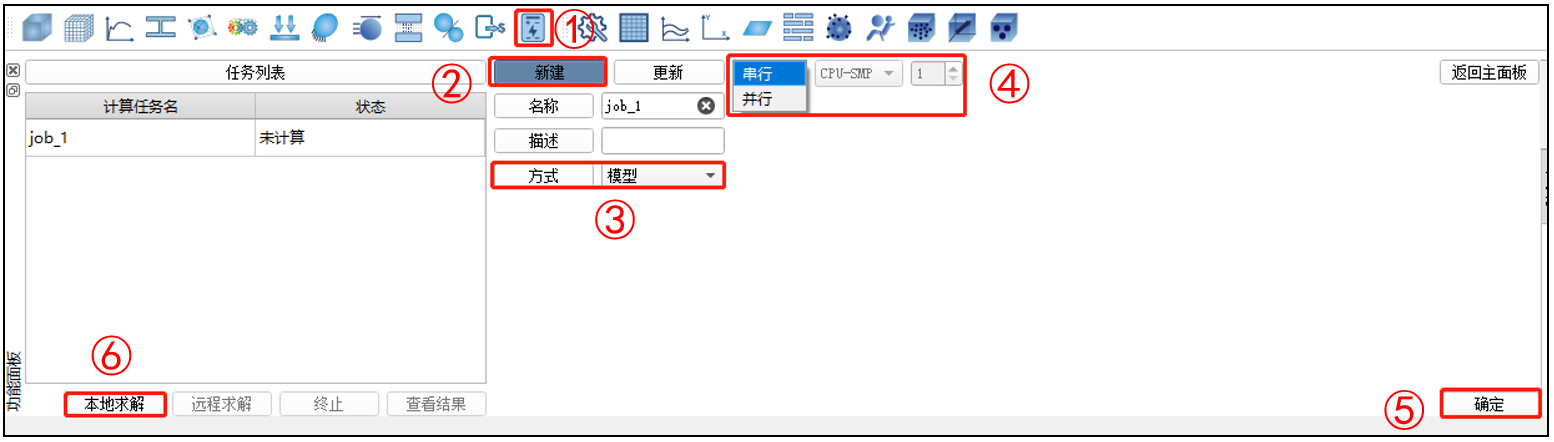 ①
任务列表
②
新建
更新
串行
并行
CPU-SMP
1
④
返回主面板
计算任务名
状态
名称
job_1
job_1
未计算
描述
方式
模型
③
⑥
功能面板
本地求解
远程求解
终止
查看结果
⑤
确定